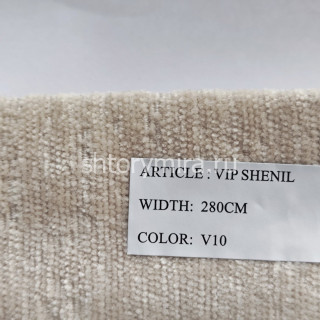 shtorymira.ru
ARTICLE : VIP SHENIL
WIDTH: 280CM
COLOR: V10